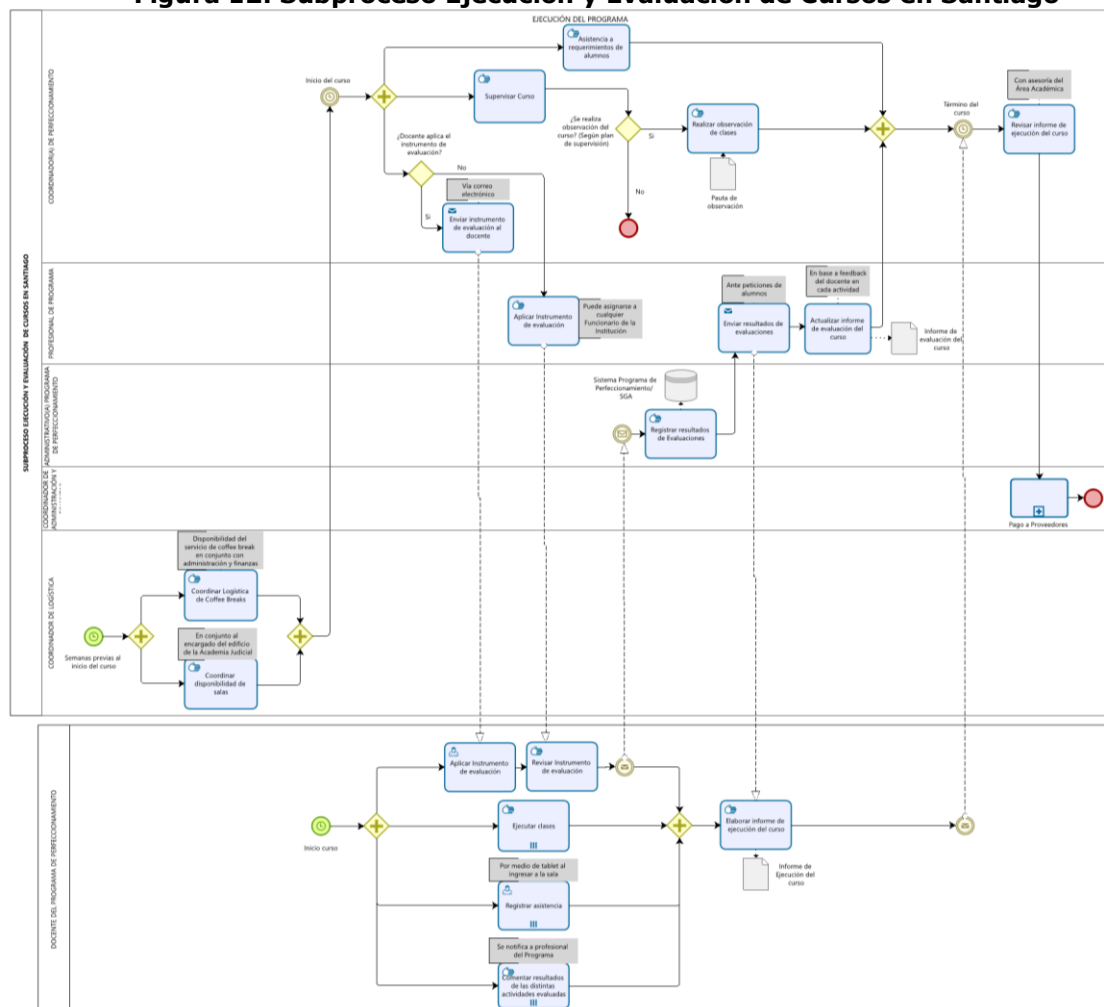 Figura 12. Subproceso Ejecución y Evaluación de Cursos en Santiago
EJECUCIÓN DEL PROGRAMA
SUBPROCESO EJECUCIÓN Y EVALUACIÓN DE CURSOS EN SANTIAGO
COORDINADOR(A) DE PERFECCIONAMIENTO
Inicio del curso
Asistencia a
requerimientos de
alumnos
Supervisar Curso
¿Se realiza
observación del
curso? (Según plan
de supervisión)
Si
No
Realizar observación
de clases
Pauta de
observación
Término del
curso
Con asesoría del
Área Académica
Revisar informe de
ejecución del curso
¿Docente aplica el
instrumento de
evaluación?
No
Si
Vía correo
electrónico
Enviar instrumento
de evaluación al
docente
PROFESIONAL DE PROGRAMA
Aplicar Instrumento
de evaluación
Puede asignarse a
cualquier
Funcionario de la
Institución
Ante peticiones de
alumnos
Enviar resultados de
evaluaciones
En base a feedback
del docente en
cada actividad
Actualizar informe
de evaluación del
curso
Informe de
evaluación del
curso
ADMINISTRATIVO(A) PROGRAMA
DE PERFECCIONAMIENTO
Sistema Programa de
Perfeccionamiento/
SGA
Registrar resultados
de Evaluaciones
COORDINADOR DE
ADMINISTRACIÓN Y
Pago a Proveedores
COORDINADOR DE LOGÍSTICA
Semanas previas al
inicio del curso
Disponibilidad del
servicio de coffee break
en conjunto con
administración y finanzas
Coordinar Logística
de Coffee Breaks
En conjunto al
encargado del edificio
de la Academia Judicial
Coordinar
disponibilidad de
salas
DOCENTE DEL PROGRAMA DE PERFECCIONAMIENTO
Inicio curso
Aplicar Instrumento
de evaluación
Revisar Instrumento
de evaluación
Ejecutar clases
Por medio de tablet al
ingresar a la sala
Registrar asistencia
Se notifica a profesional
del Programa
Comentar resultados
de las distintas
actividades evaluadas
Elaborar informe de
ejecución del curso
Informe de
Ejecución del
curso